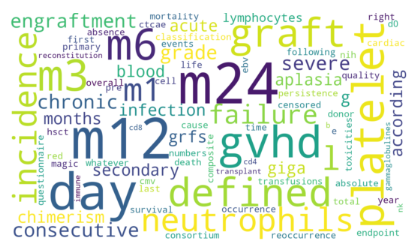 mortality absence lymphocytes right d0
engraftment ctcae acute classification following nih
first events cardiac
reconstitution primary grade
m6 graft
overall pre cell life ebv quality
m3 blood m1 m24 severe aplasia persistence
chronic infection censored donor
months failure g
incidence m12 gvhd l platelet
cd8 grfs cause time
hsct questionnaire red magic secondary numbers death composite giga cd4 transplant toxicities according gammaglobulines
day defined
whatever immune cmv last transfusions absolute year
chimerism neutrophils
survival occurrence total nk
consecutive consortium reoccurrence endpoint